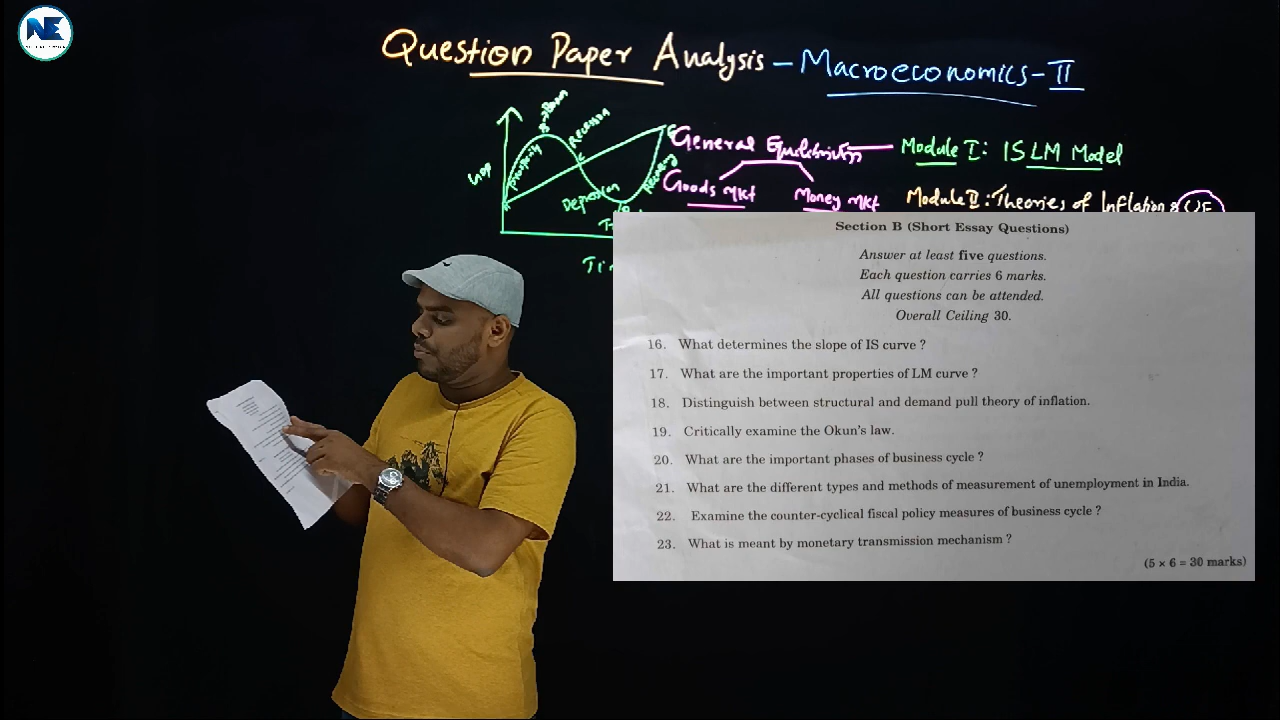 NE
Question Paper Analysis – Macroeconomics – II
GDP
Prosperity
Boom
Recession
Depression
Recovery
General Equilibrium
Goods Mkt
Money Mkt
Module I: IS LM Model
Module II: Theories of Inflation &
Section B (Short Essay Questions)
Answer at least five questions.
Each question carries 6 marks.
All questions can be attended.
Overall Ceiling 30.
16. What determines the slope of IS curve ?
17. What are the important properties of LM curve ?
18. Distinguish between structural and demand pull theory of inflation.
19. Critically examine the Okun's law.
20. What are the important phases of business cycle ?
21. What are the different types and methods of measurement of unemployment in India.
22. Examine the counter-cyclical fiscal policy measures of business cycle ?
23. What is meant by monetary transmission mechanism ?
(5 × 6 = 30 marks)